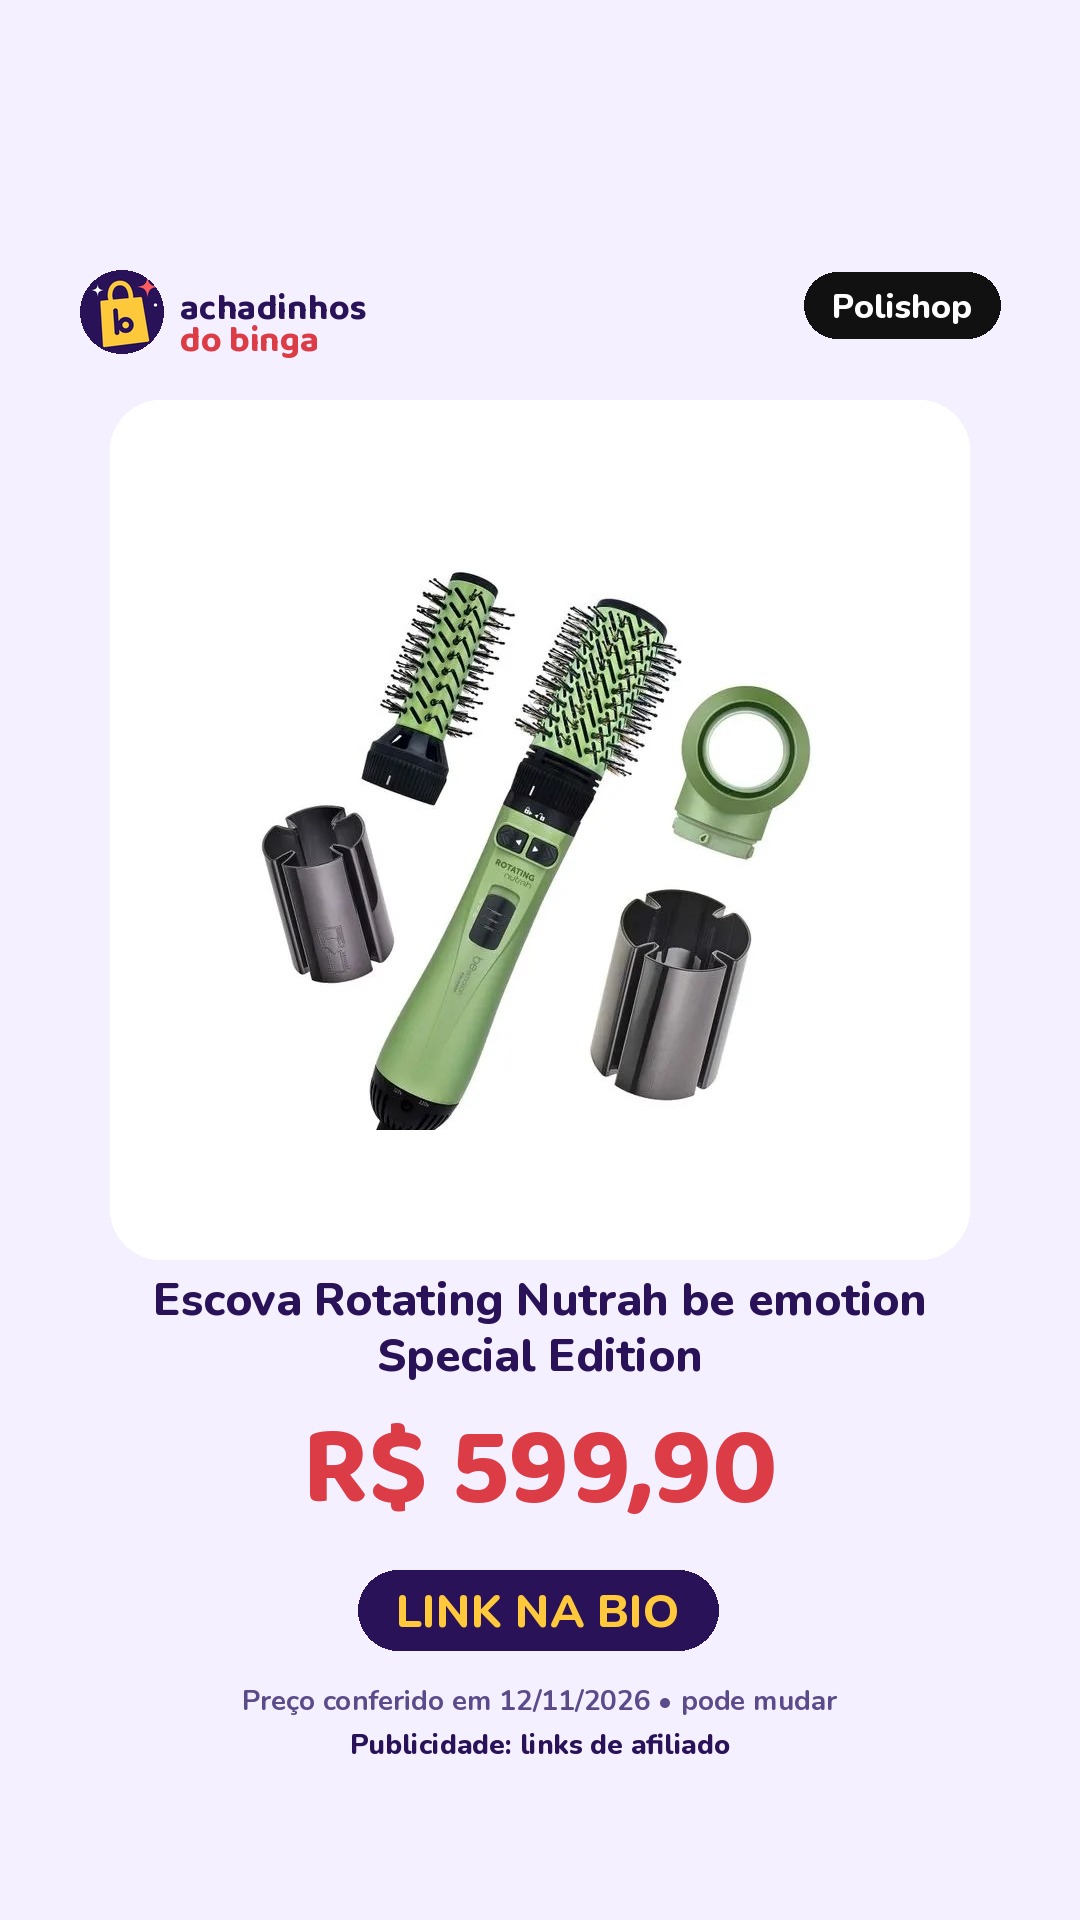 achadinhos
do binga
b
Polishop
ROTATING
nutrah
Escova Rotating Nutrah be emotion
Special Edition
R$ 599,90
LINK NA BIO
Preço conferido em 12/11/2026 • pode mudar
Publicidade: links de afiliado